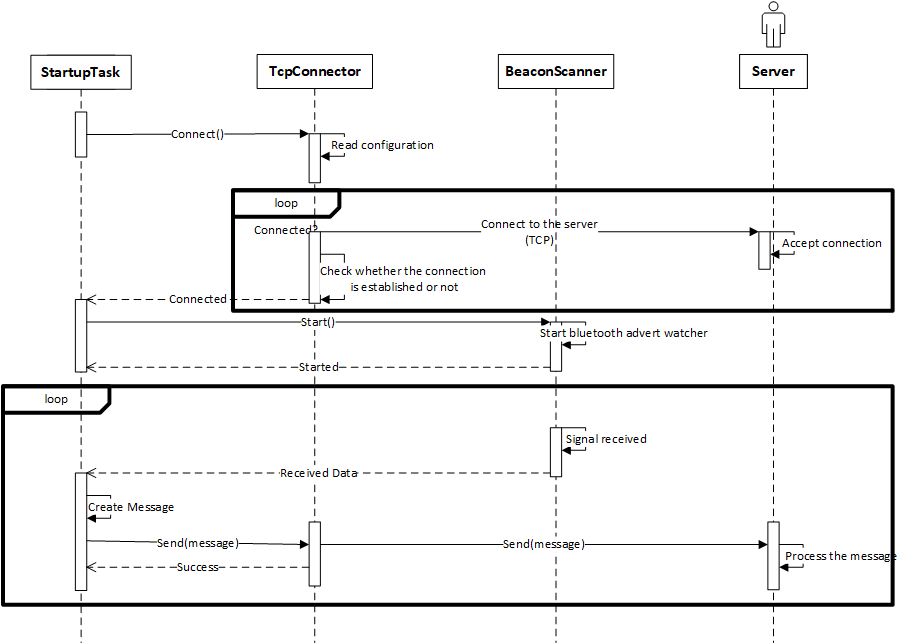 StartupTask
TcpConnector
BeaconScanner
Server
Connect()
Read configuration
loop
Connected?
Connect to the server
(TCP)
Accept connection
Check whether the connection
is established or not
Connected
Start()
Start bluetooth advert watcher
Started
loop
Signal received
Received Data
Create Message
Send(message)
Send(message)
Process the message
Success